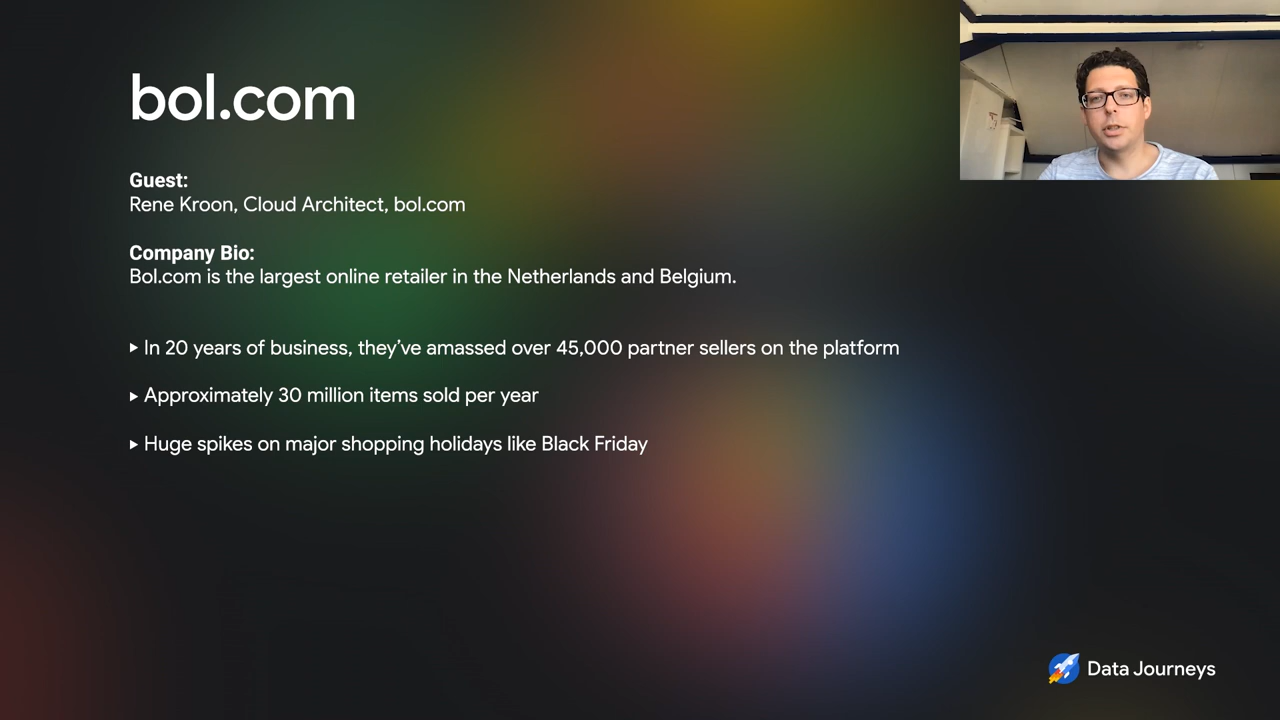 bol.com
Guest:
Rene Kroon, Cloud Architect, bol.com
Company Bio:
Bol.com is the largest online retailer in the Netherlands and Belgium.
▸ In 20 years of business, they’ve amassed over 45,000 partner sellers on the platform
▸ Approximately 30 million items sold per year
▸ Huge spikes on major shopping holidays like Black Friday
Data Journeys